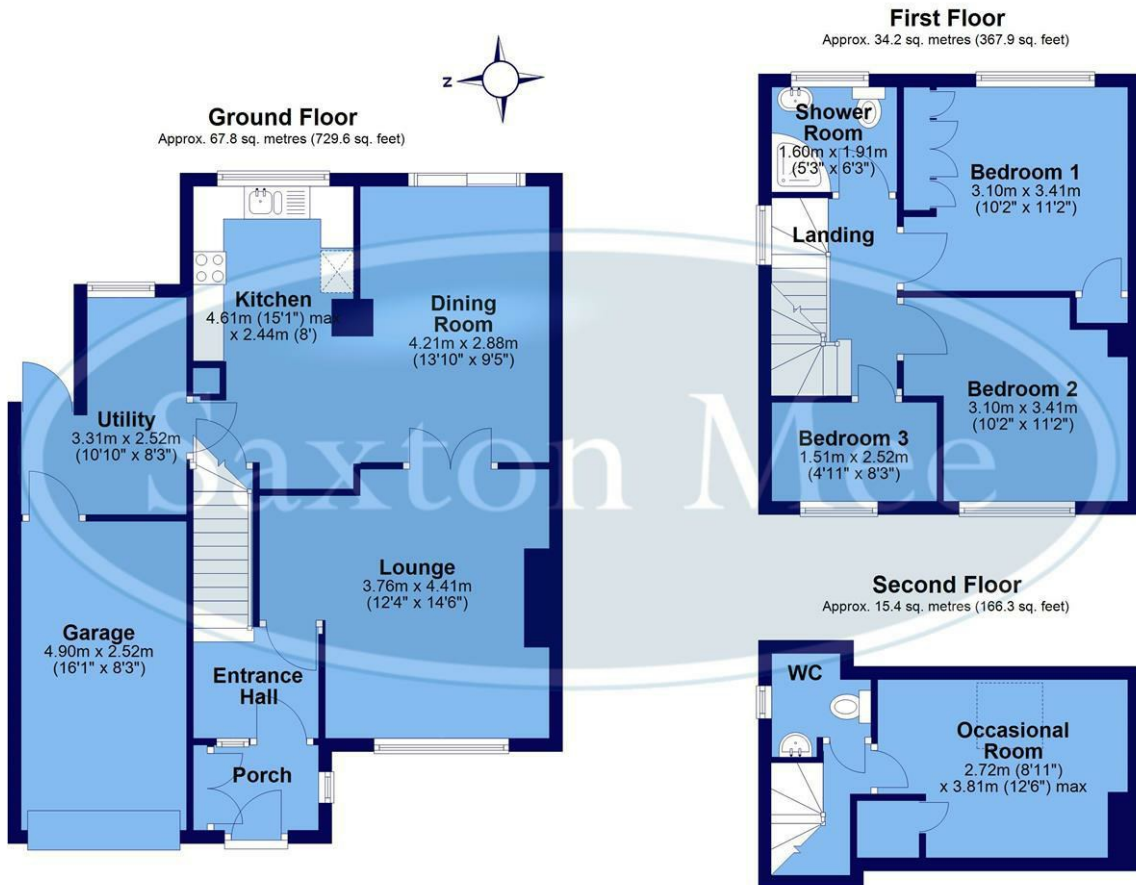 Ground Floor
Approx. 67.8 sq. metres (729.6 sq. feet)
Z
Kitchen
4.61m (15'1") max
x 2.44m (8')
Dining
Room
4.21m x 2.88m
(13'10" x 9'5")
Utility
3.31m x 2.52m
(10'10" x 8'3")
Lounge
3.76m x 4.41m
(12'4" x 14'6")
Garage
4.90m x 2.52m
(16'1" x 8'3")
Entrance
Hall
Porch
First Floor
Approx. 34.2 sq. metres (367.9 sq. feet)
Shower
Room
1.60m x 1.91m
(5'3" x 6'3")
Bedroom 1
3.10m x 3.41m
(10'2" x 11'2")
Landing
Bedroom 2
3.10m x 3.41m
(10'2" x 11'2")
Bedroom 3
1.51m x 2.52m
(4'11" x 8'3")
Second Floor
Approx. 15.4 sq. metres (166.3 sq. feet)
WC
Occasional
Room
2.72m (8'11")
x 3.81m (12'6") max
Saxton Mee